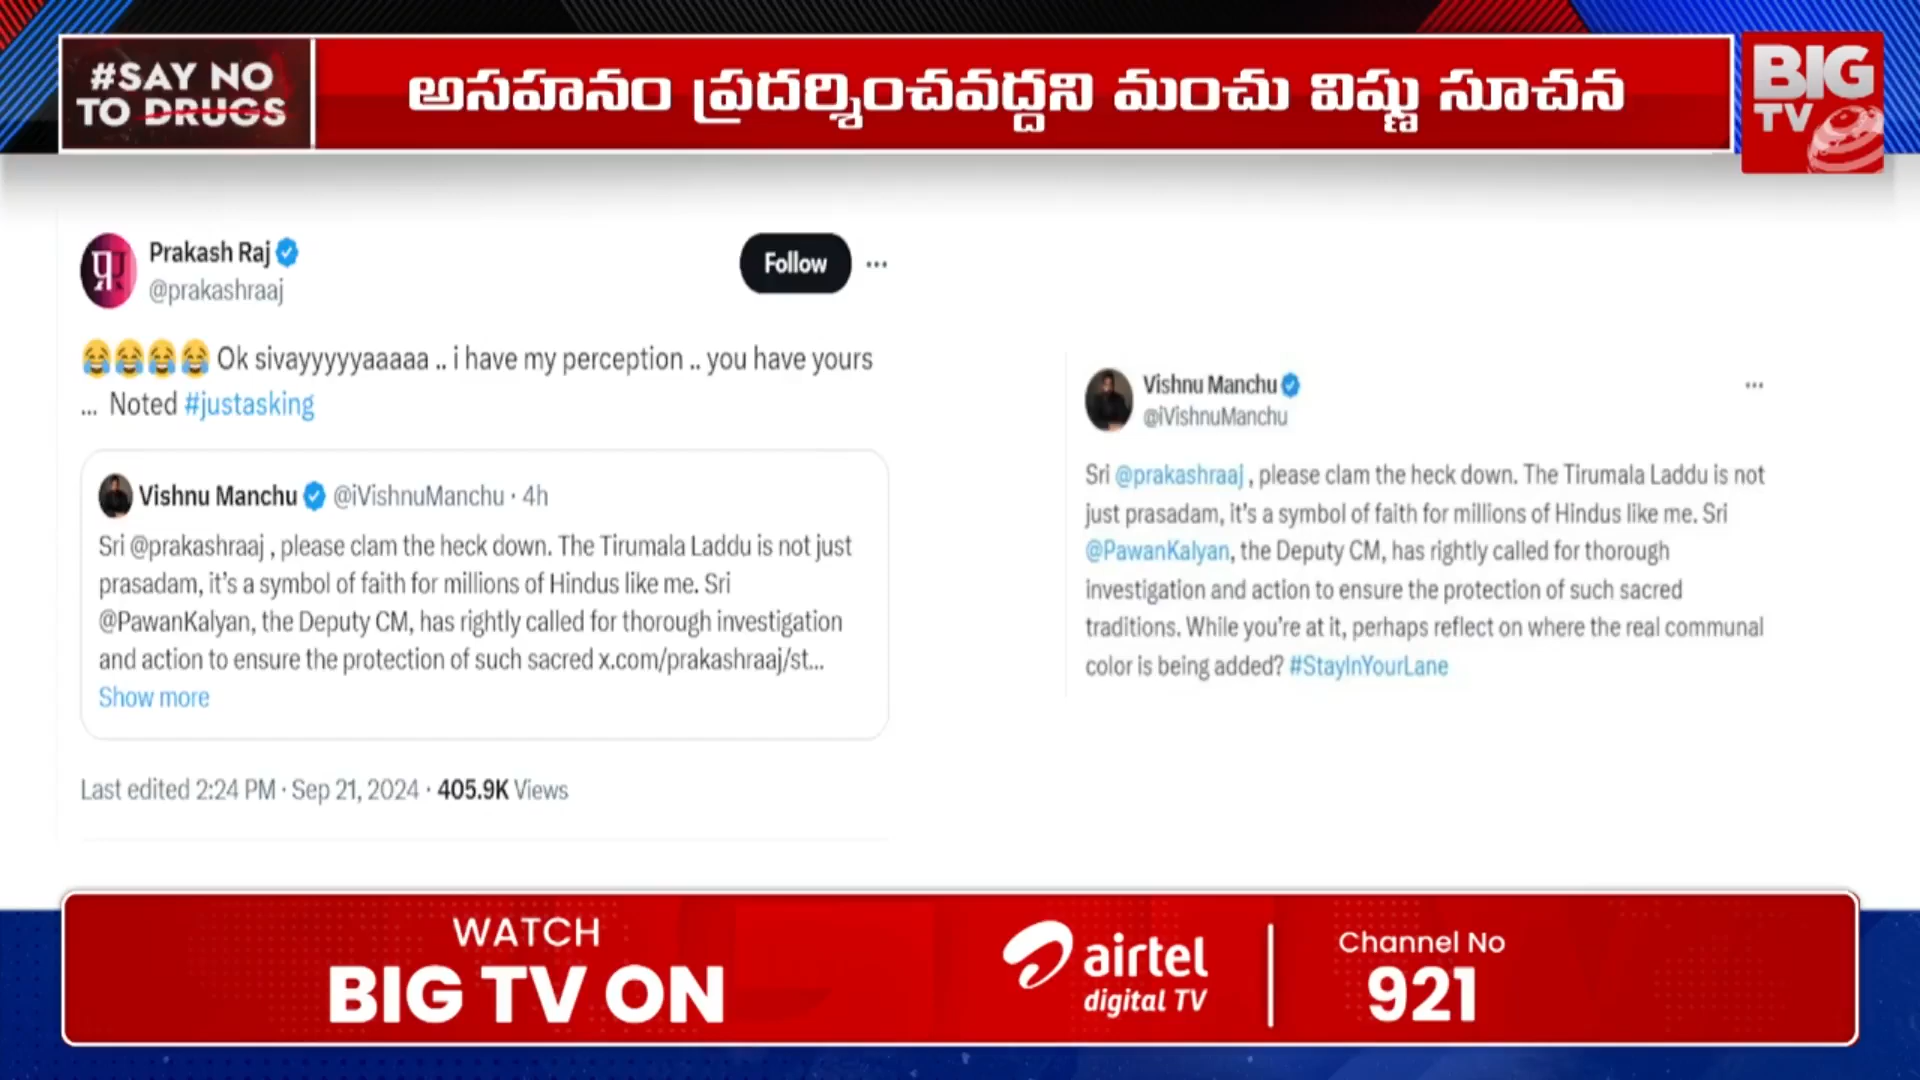 #SAY NO
TO DRUGS
అసహనం ప్రదర్శించవద్దని మంచు విష్ణు సూచన
BIG
TV
Prakash Raj
@prakashraaj
Follow
😂😂😂😂 Ok sivayyyyyaaaaa .. i have my perception .. you have yours
... Noted #justasking
Vishnu Manchu @iVishnuManchu · 4h
Sri @prakashraaj , please clam the heck down. The Tirumala Laddu is not just
prasadam, it's a symbol of faith for millions of Hindus like me. Sri
@PawanKalyan, the Deputy CM, has rightly called for thorough investigation
and action to ensure the protection of such sacred x.com/prakashraaj/st...
Show more
Last edited 2:24 PM · Sep 21, 2024 · 405.9K Views
Vishnu Manchu
@iVishnuManchu
Sri @prakashraaj , please clam the heck down. The Tirumala Laddu is not
just prasadam, it's a symbol of faith for millions of Hindus like me. Sri
@PawanKalyan, the Deputy CM, has rightly called for thorough
investigation and action to ensure the protection of such sacred
traditions. While you're at it, perhaps reflect on where the real communal
color is being added? #StayInYourLane
WATCH
BIG TV ON
airtel
digital TV
Channel No
921